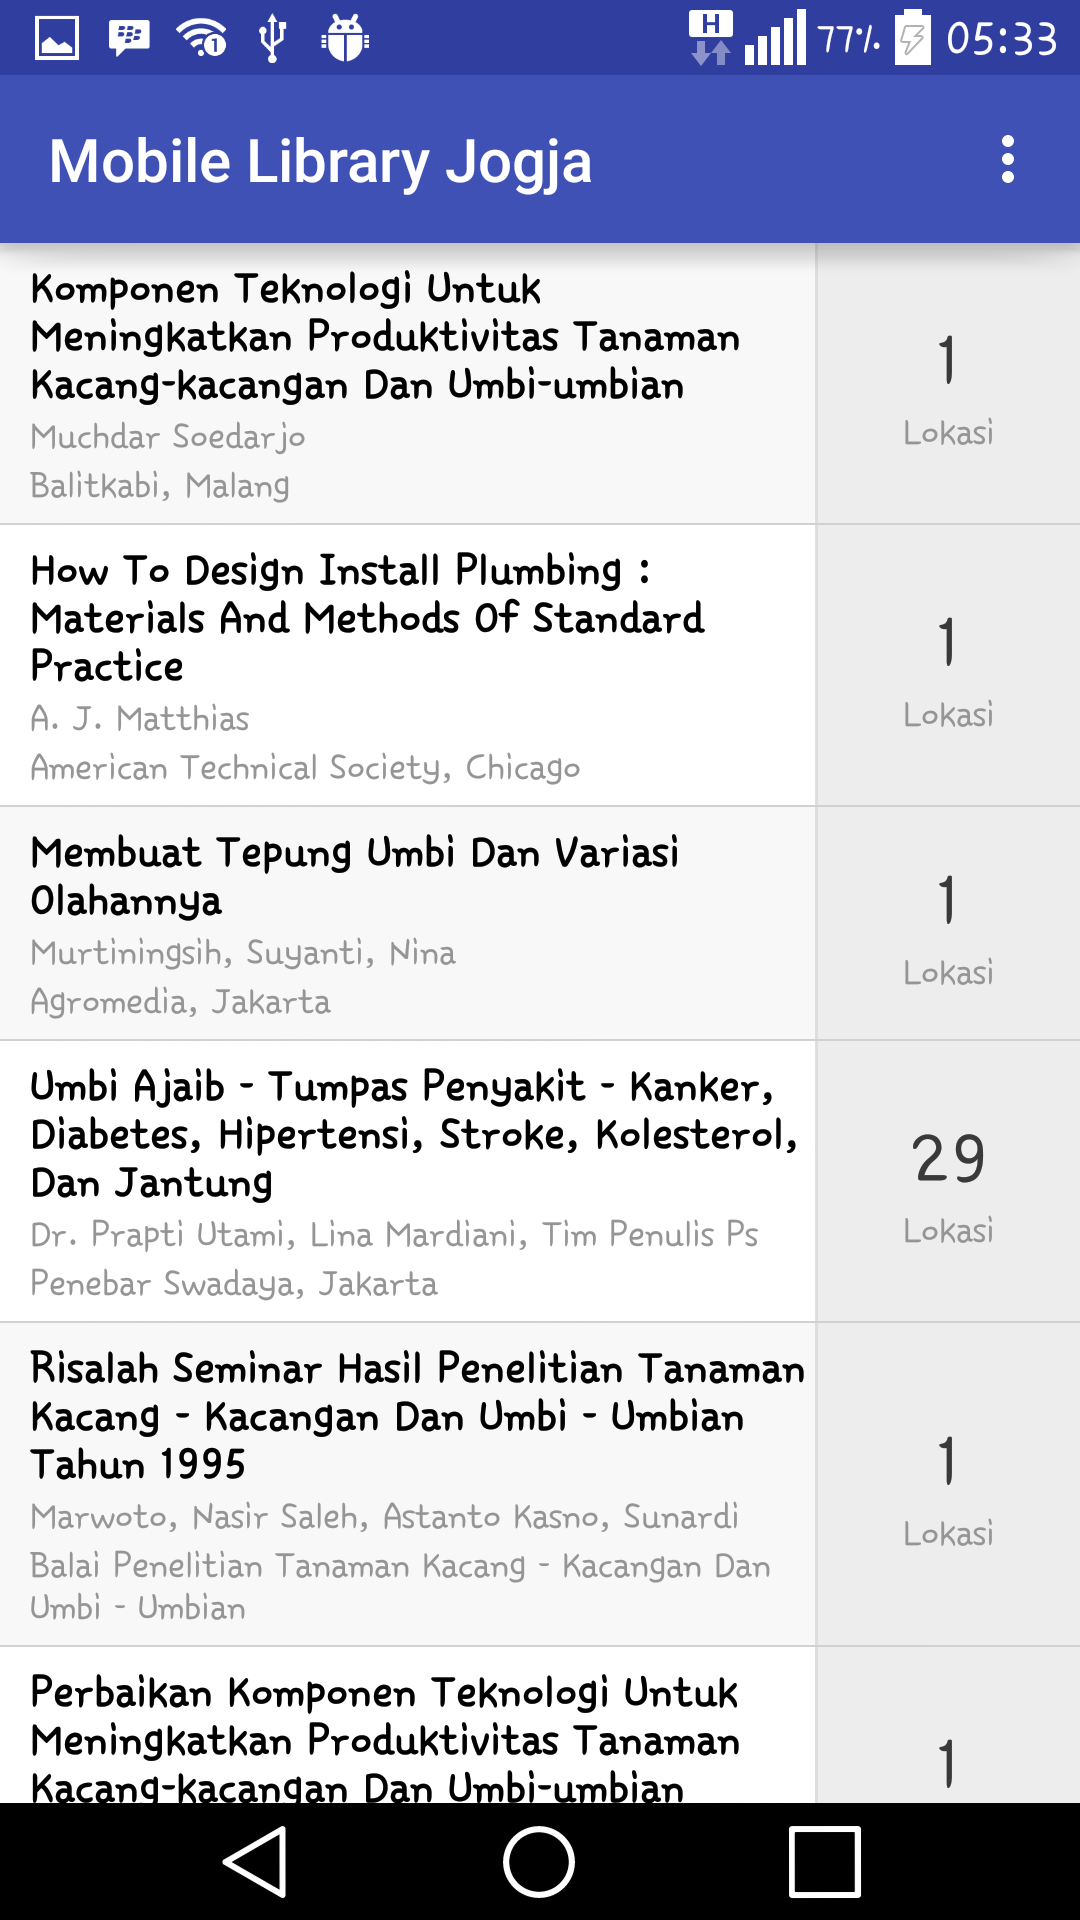 H 77% 05:33
Mobile Library Jogja
Komponen Teknologi Untuk
Meningkatkan Produktivitas Tanaman
Kacang-kacangan Dan Umbi-umbian
Muchdar Soedarjo
Balitkabi, Malang
1
Lokasi
How To Design Install Plumbing :
Materials And Methods Of Standard
Practice
A. J. Matthias
American Technical Society, Chicago
1
Lokasi
Membuat Tepung Umbi Dan Variasi
Olahannya
Murtiningsih, Suyanti, Nina
Agromedia, Jakarta
1
Lokasi
Umbi Ajaib - Tumpas Penyakit - Kanker,
Diabetes, Hipertensi, Stroke, Kolesterol,
Dan Jantung
Dr. Prapti Utami, Lina Mardiani, Tim Penulis Ps
Penebar Swadaya, Jakarta
29
Lokasi
Risalah Seminar Hasil Penelitian Tanaman
Kacang - Kacangan Dan Umbi - Umbian
Tahun 1995
Marwoto, Nasir Saleh, Astanto Kasno, Sunardi
Balai Penelitian Tanaman Kacang - Kacangan Dan
Umbi - Umbian
1
Lokasi
Perbaikan Komponen Teknologi Untuk
Meningkatkan Produktivitas Tanaman
Kacang-kacangan Dan Umbi-umbian
1